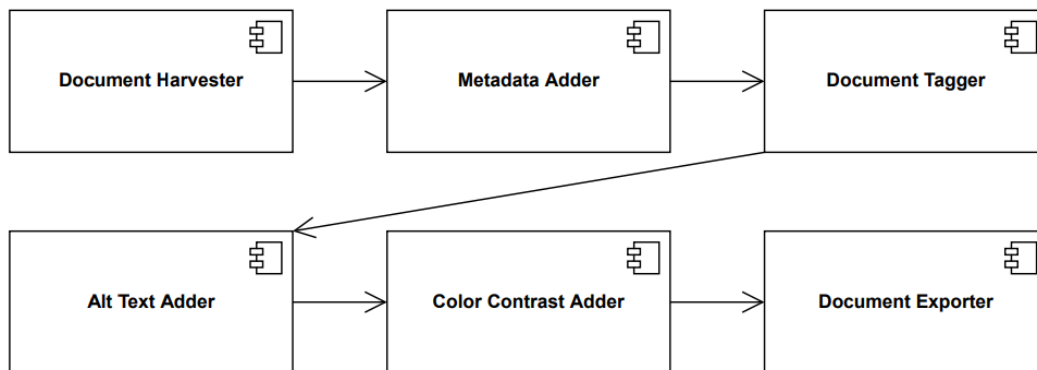 Document Harvester
Metadata Adder
Document Tagger
Alt Text Adder
Color Contrast Adder
Document Exporter